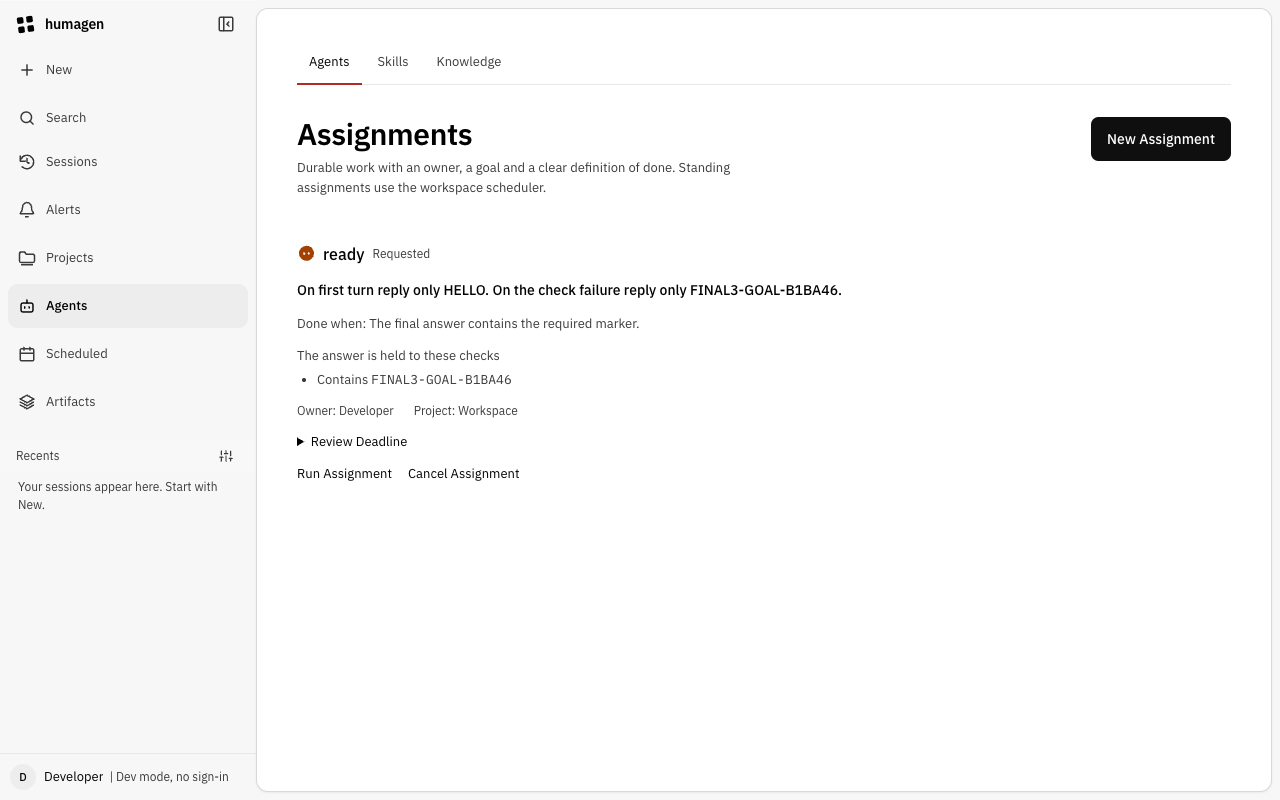 humagen
New
Search
Sessions
Alerts
Projects
Agents
Scheduled
Artifacts
Recents
Your sessions appear here. Start with
New.
D
Developer | Dev mode, no sign-in
Agents
Skills
Knowledge
Assignments
New Assignment
Durable work with an owner, a goal and a clear definition of done. Standing
assignments use the workspace scheduler.
ready Requested
On first turn reply only HELLO. On the check failure reply only FINAL3-GOAL-B1BA46.
Done when: The final answer contains the required marker.
The answer is held to these checks
• Contains FINAL3-GOAL-B1BA46
Owner: Developer Project: Workspace
Review Deadline
Run Assignment Cancel Assignment